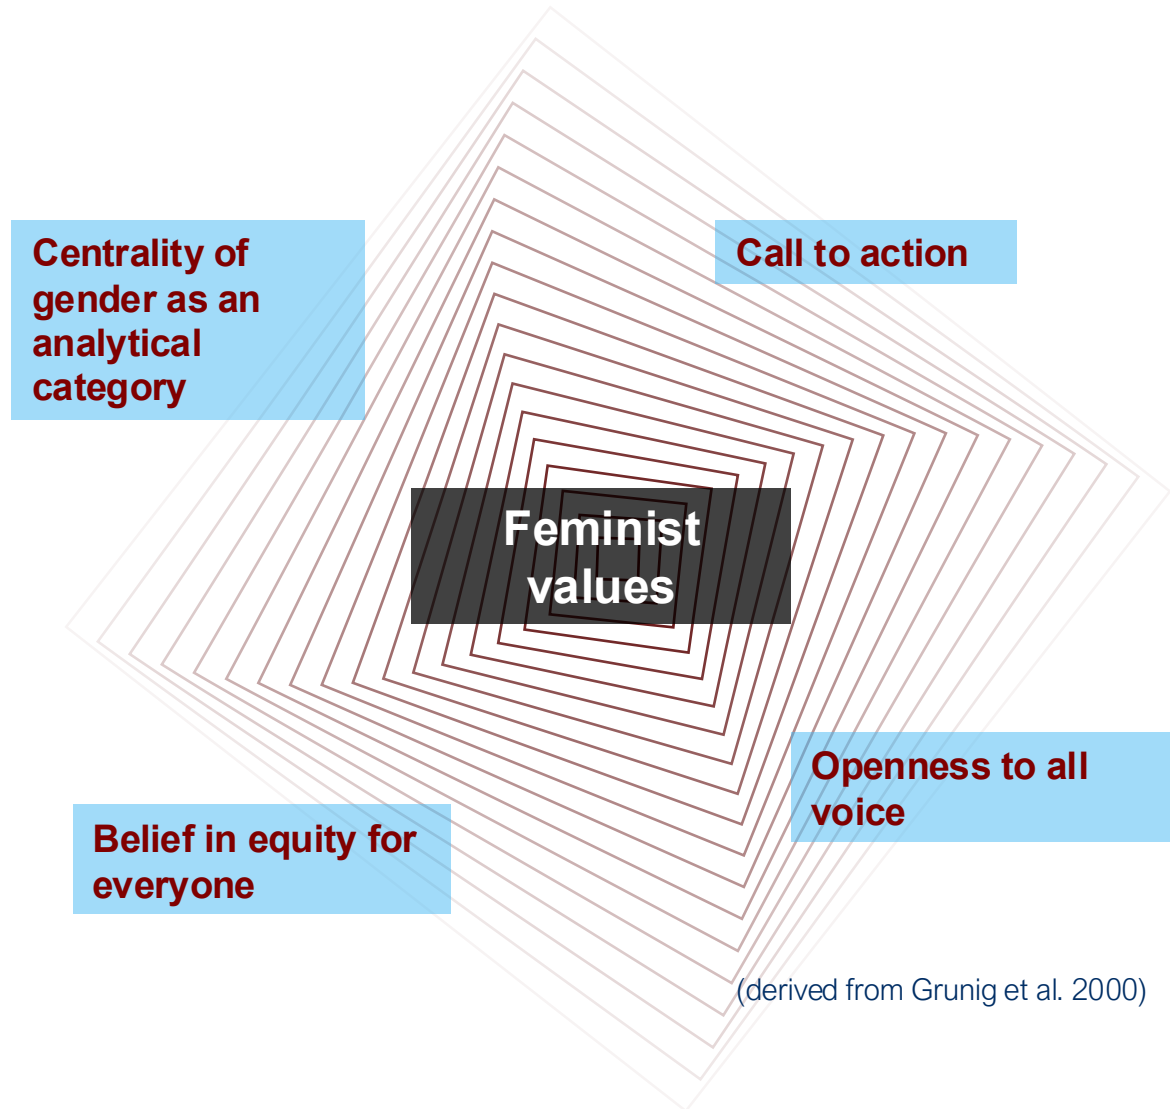 Centrality of
gender as an
analytical
category
Call to action
Feminist
values
Openness to all
voice
Belief in equity for
everyone
(derived from Grunig et al. 2000)